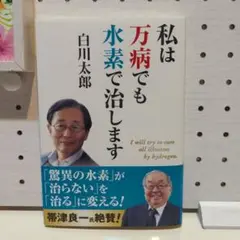 私は
万病でも
水素で治します
白川太郎
I will try to cure
all illnesses
by hydrogen.
「驚異の水素」が
「治らない」を
「治る」に変える!
帯津良一氏絶賛!